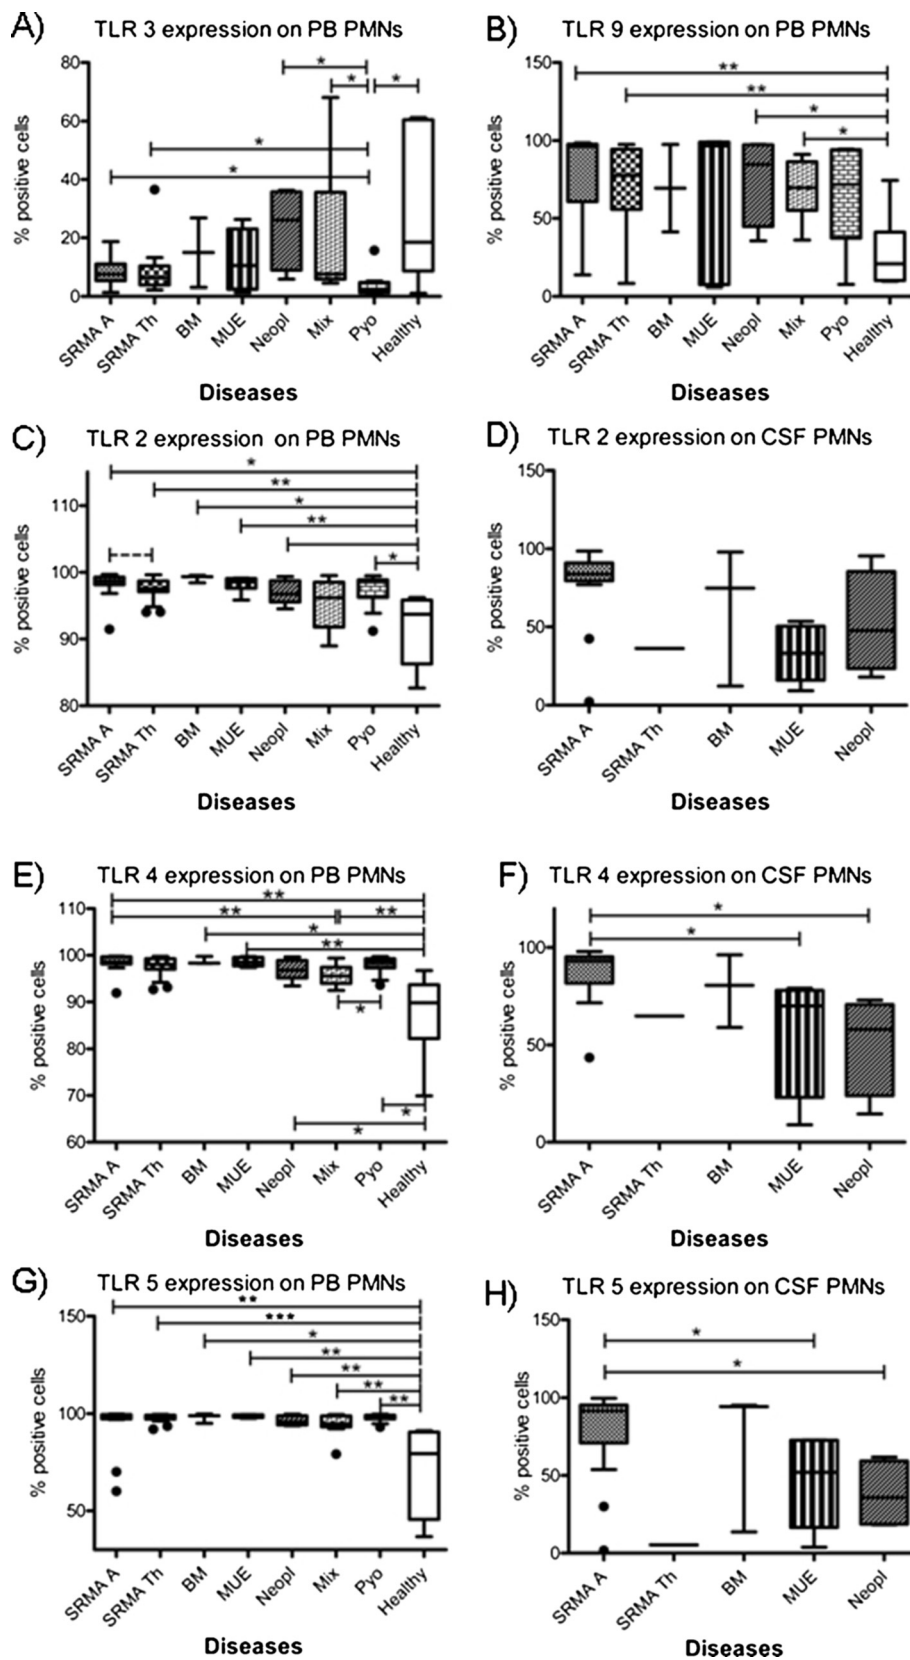 A) TLR 3 expression on PB PMNs
% positive cells
80
60
40
20
0
* * *
*
*
SRMA A SRMA Th BM MUE Neopl Mix Pyo Healthy
Diseases
B) TLR 9 expression on PB PMNs
% positive cells
150
100
50
0
**
**
*
*
SRMA A SRMA Th BM MUE Neopl Mix Pyo Healthy
Diseases
C) TLR 2 expression on PB PMNs
% positive cells
110
100
90
80
*
**
*
**
*
SRMA A SRMA Th BM MUE Neopl Mix Pyo Healthy
Diseases
D) TLR 2 expression on CSF PMNs
% positive cells
150
100
50
0
SRMA A SRMA Th BM MUE Neopl
Diseases
E) TLR 4 expression on PB PMNs
% positive cells
110
100
90
80
70
60
**
** **
*
**
*
*
*
SRMA A SRMA Th BM MUE Neopl Mix Pyo Healthy
Diseases
F) TLR 4 expression on CSF PMNs
% positive cells
100
50
0
*
*
SRMA A SRMA Th BM MUE Neopl
Diseases
G) TLR 5 expression on PB PMNs
% positive cells
150
100
50
**
***
*
**
**
**
**
SRMA A SRMA Th BM MUE Neopl Mix Pyo Healthy
Diseases
H) TLR 5 expression on CSF PMNs
% positive cells
150
100
50
0
*
*
SRMA A SRMA Th BM MUE Neopl
Diseases